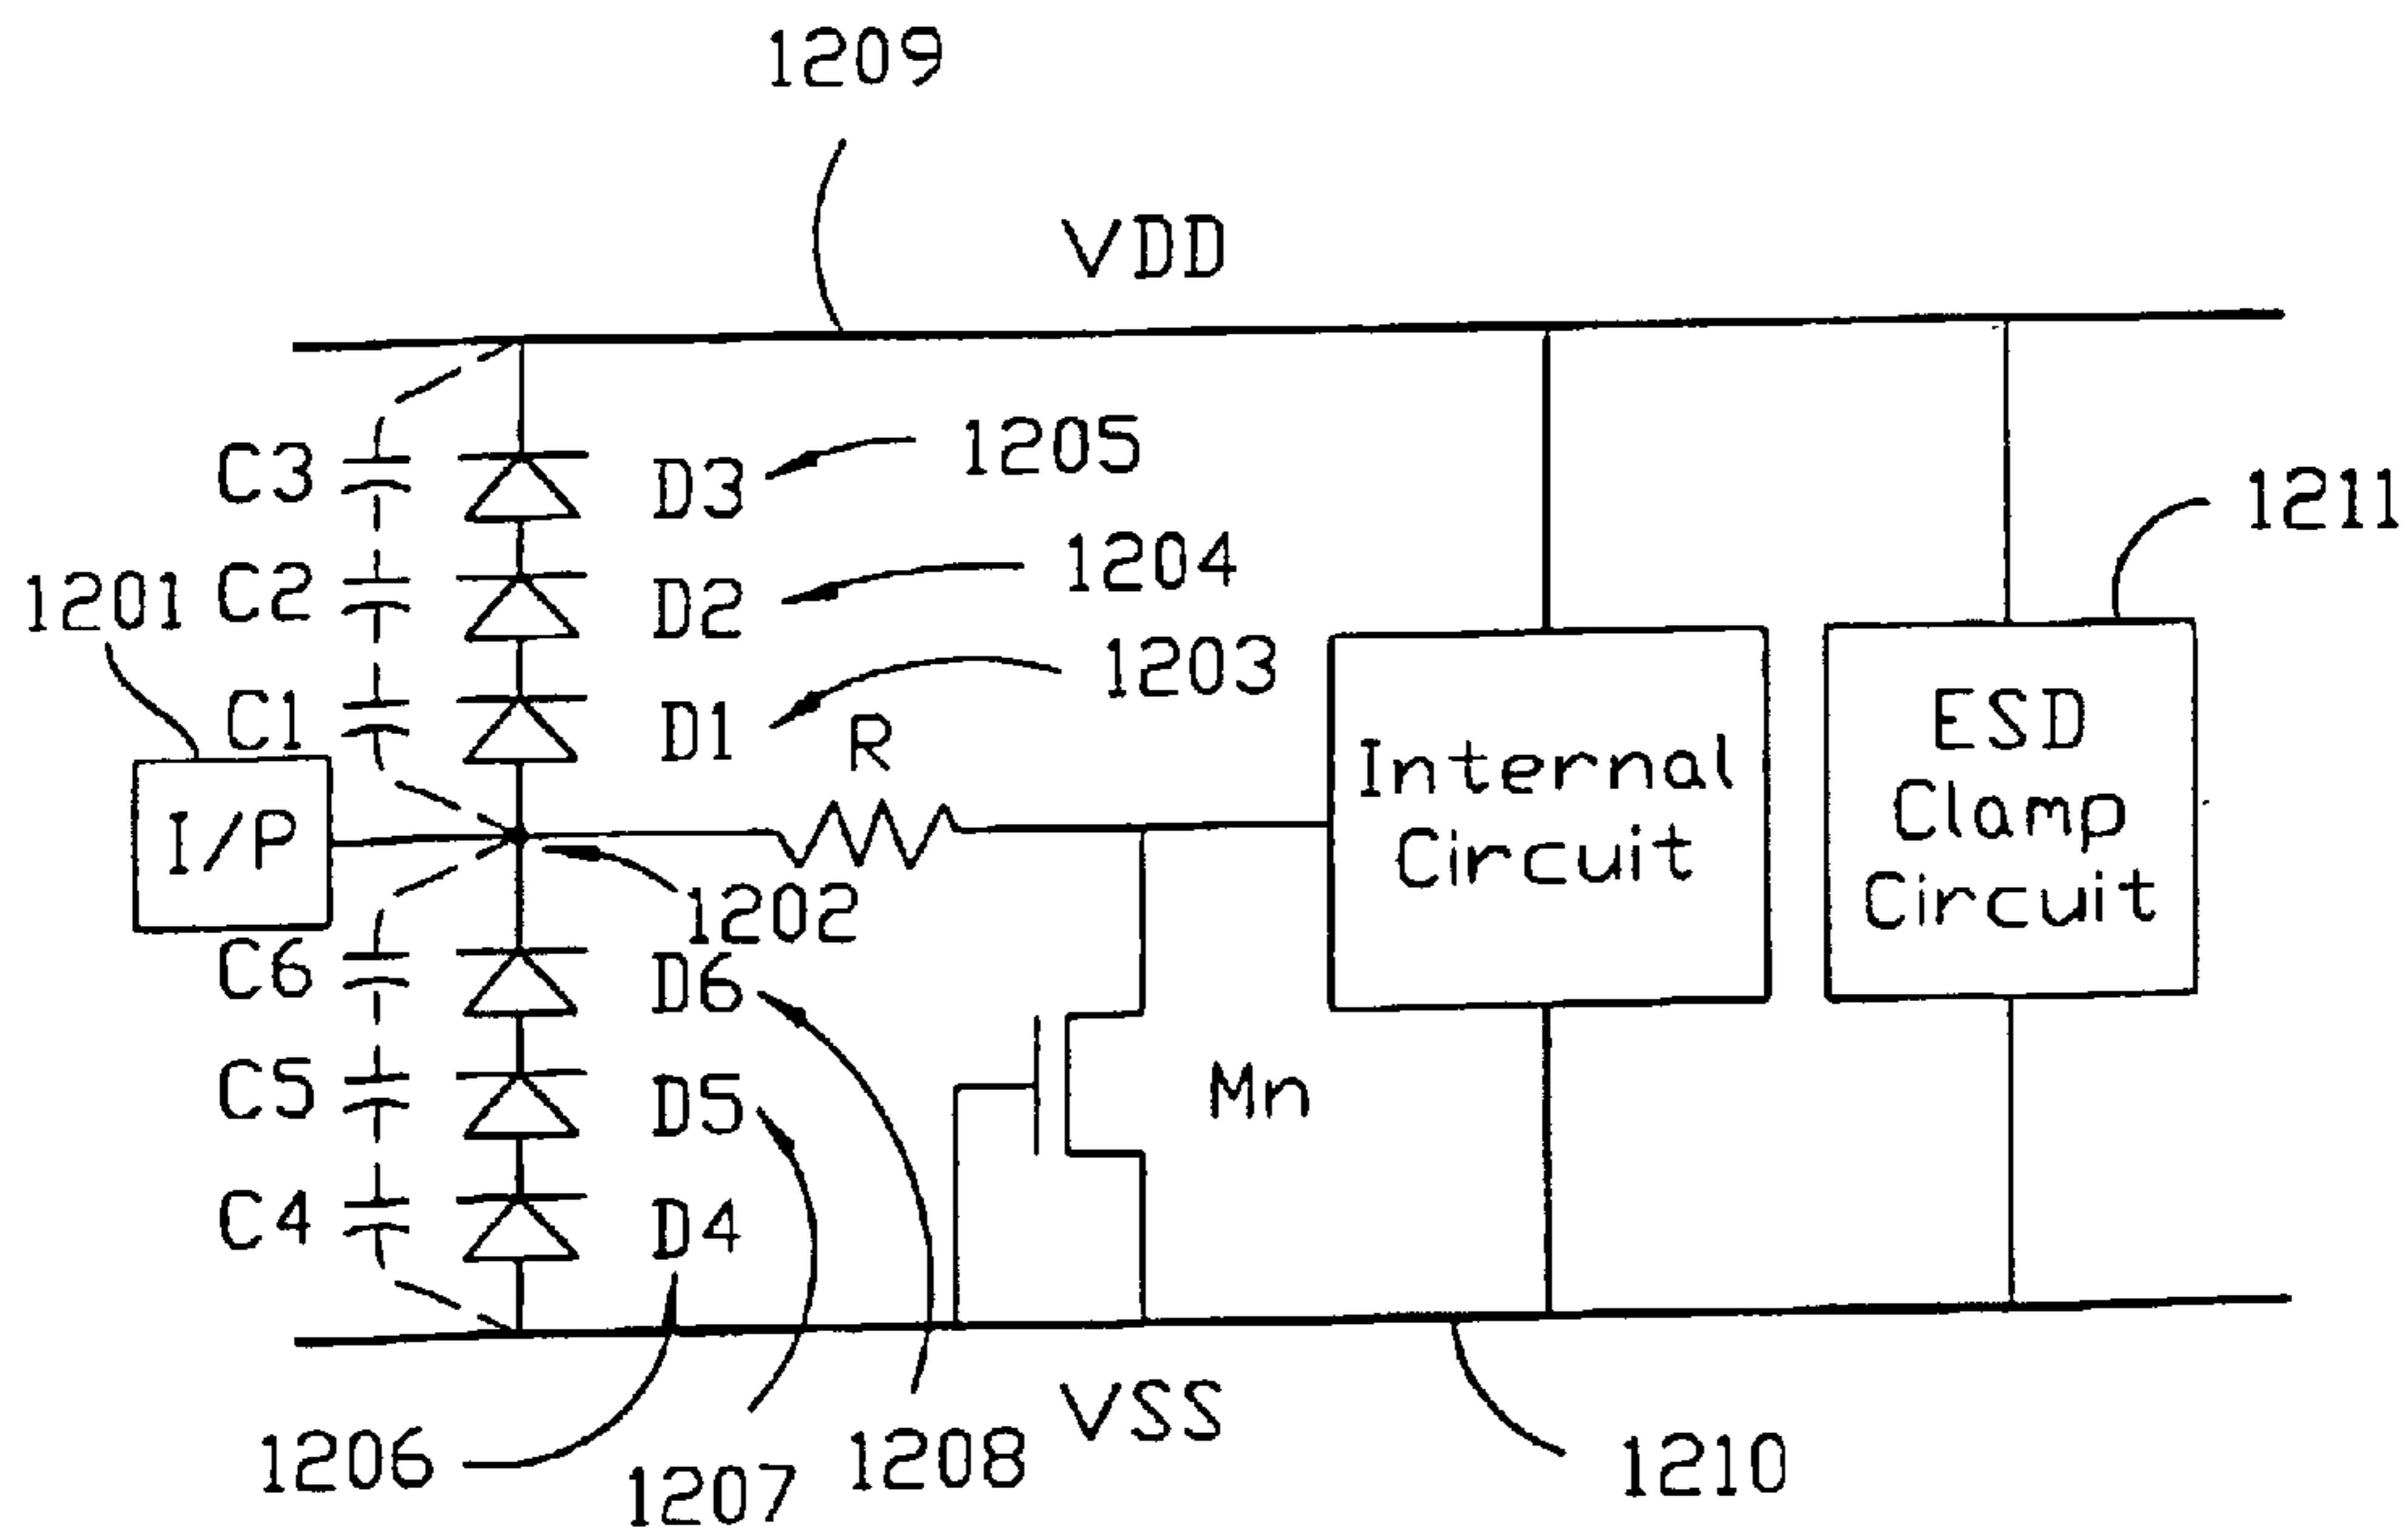 1209
VDD
C3
D3
1205
1211
1204
1201
C2
D2
1203
C1
D1
R
I/P
Internal
Circuit
ESD
Clamp
Circuit
1202
C6
D6
C5
D5
Mn
C4
D4
VSS
1206
1207
1208
1210